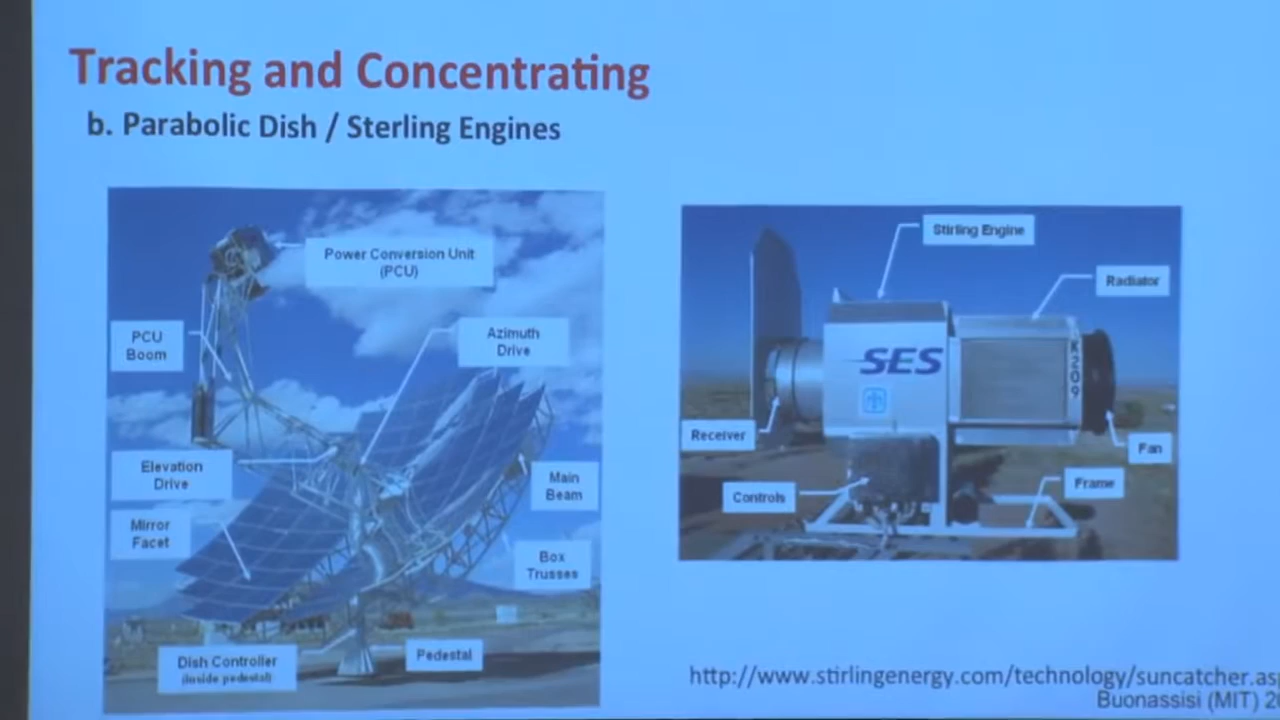 Tracking and Concentrating
b. Parabolic Dish / Sterling Engines
Power Conversion Unit
(PCU)
PCU
Boom
Azimuth
Drive
Elevation
Drive
Mirror
Facet
Main
Beam
Box
Trusses
Dish Controller
(inside pedestal)
Pedestal
Stirling Engine
Radiator
SES
K209
Receiver
Fan
Controls
Frame
http://www.stirlingenergy.com/technology/suncatcher.asp
Buonassisi (MIT) 2